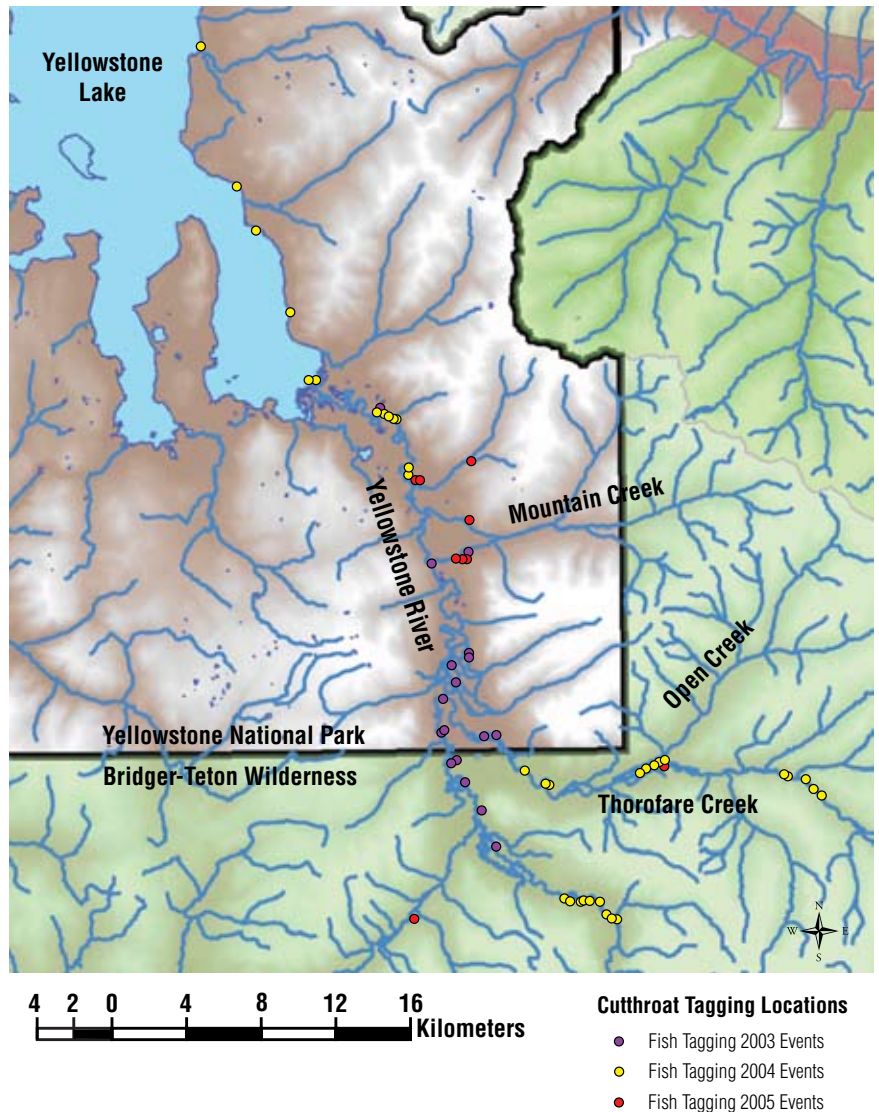 Yellowstone
Lake
Mountain Creek
Yellowstone River
Open Creek
Yellowstone National Park
Bridger-Teton Wilderness
Thorofare Creek
N
W E
S
4 2 0 4 8 12 16
Kilometers
Cutthroat Tagging Locations
Fish Tagging 2003 Events
Fish Tagging 2004 Events
Fish Tagging 2005 Events